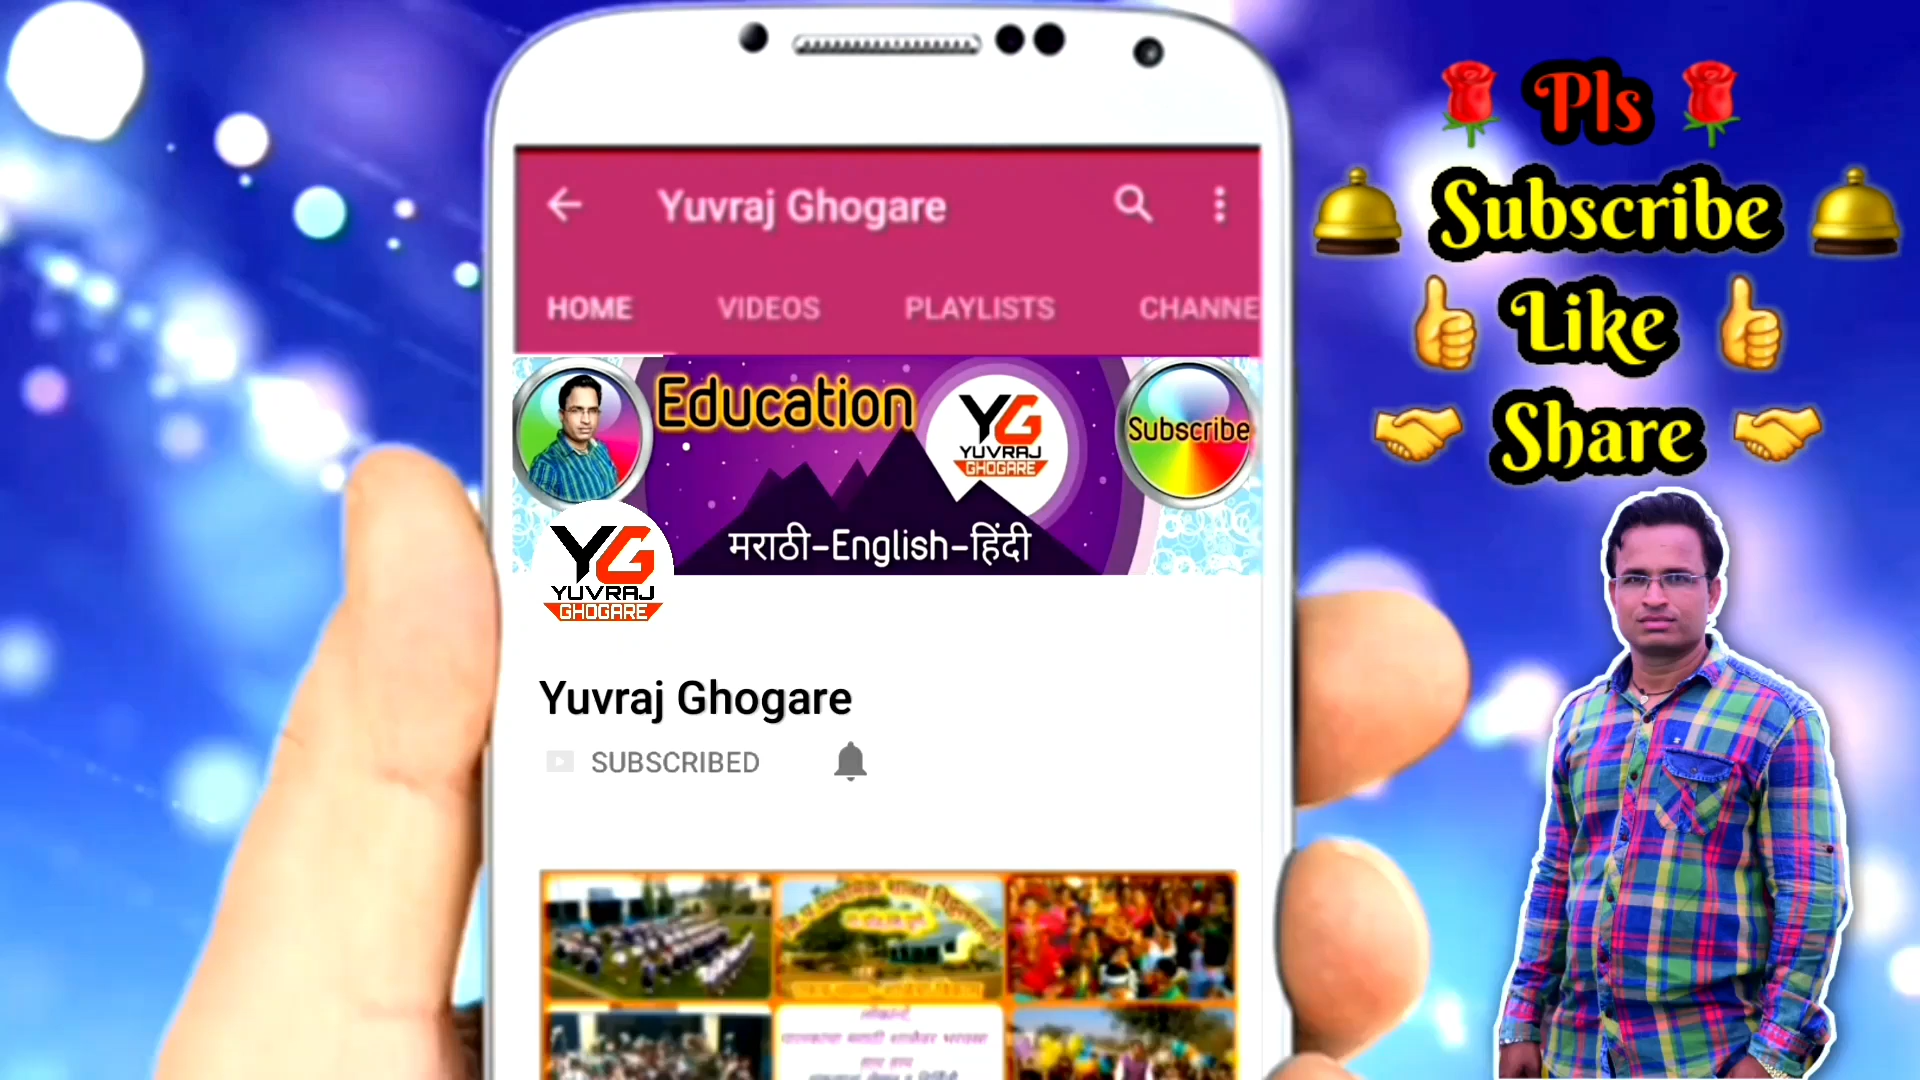 Yuvraj Ghogare
HOME VIDEOS PLAYLISTS CHANNE
Education
YG
YUVRAJ
GHOGARE
Subscribe
मराठी-English-हिंदी
YG
YUVRAJ
GHOGARE
Yuvraj Ghogare
SUBSCRIBED
Pls
Subscribe
Like
Share